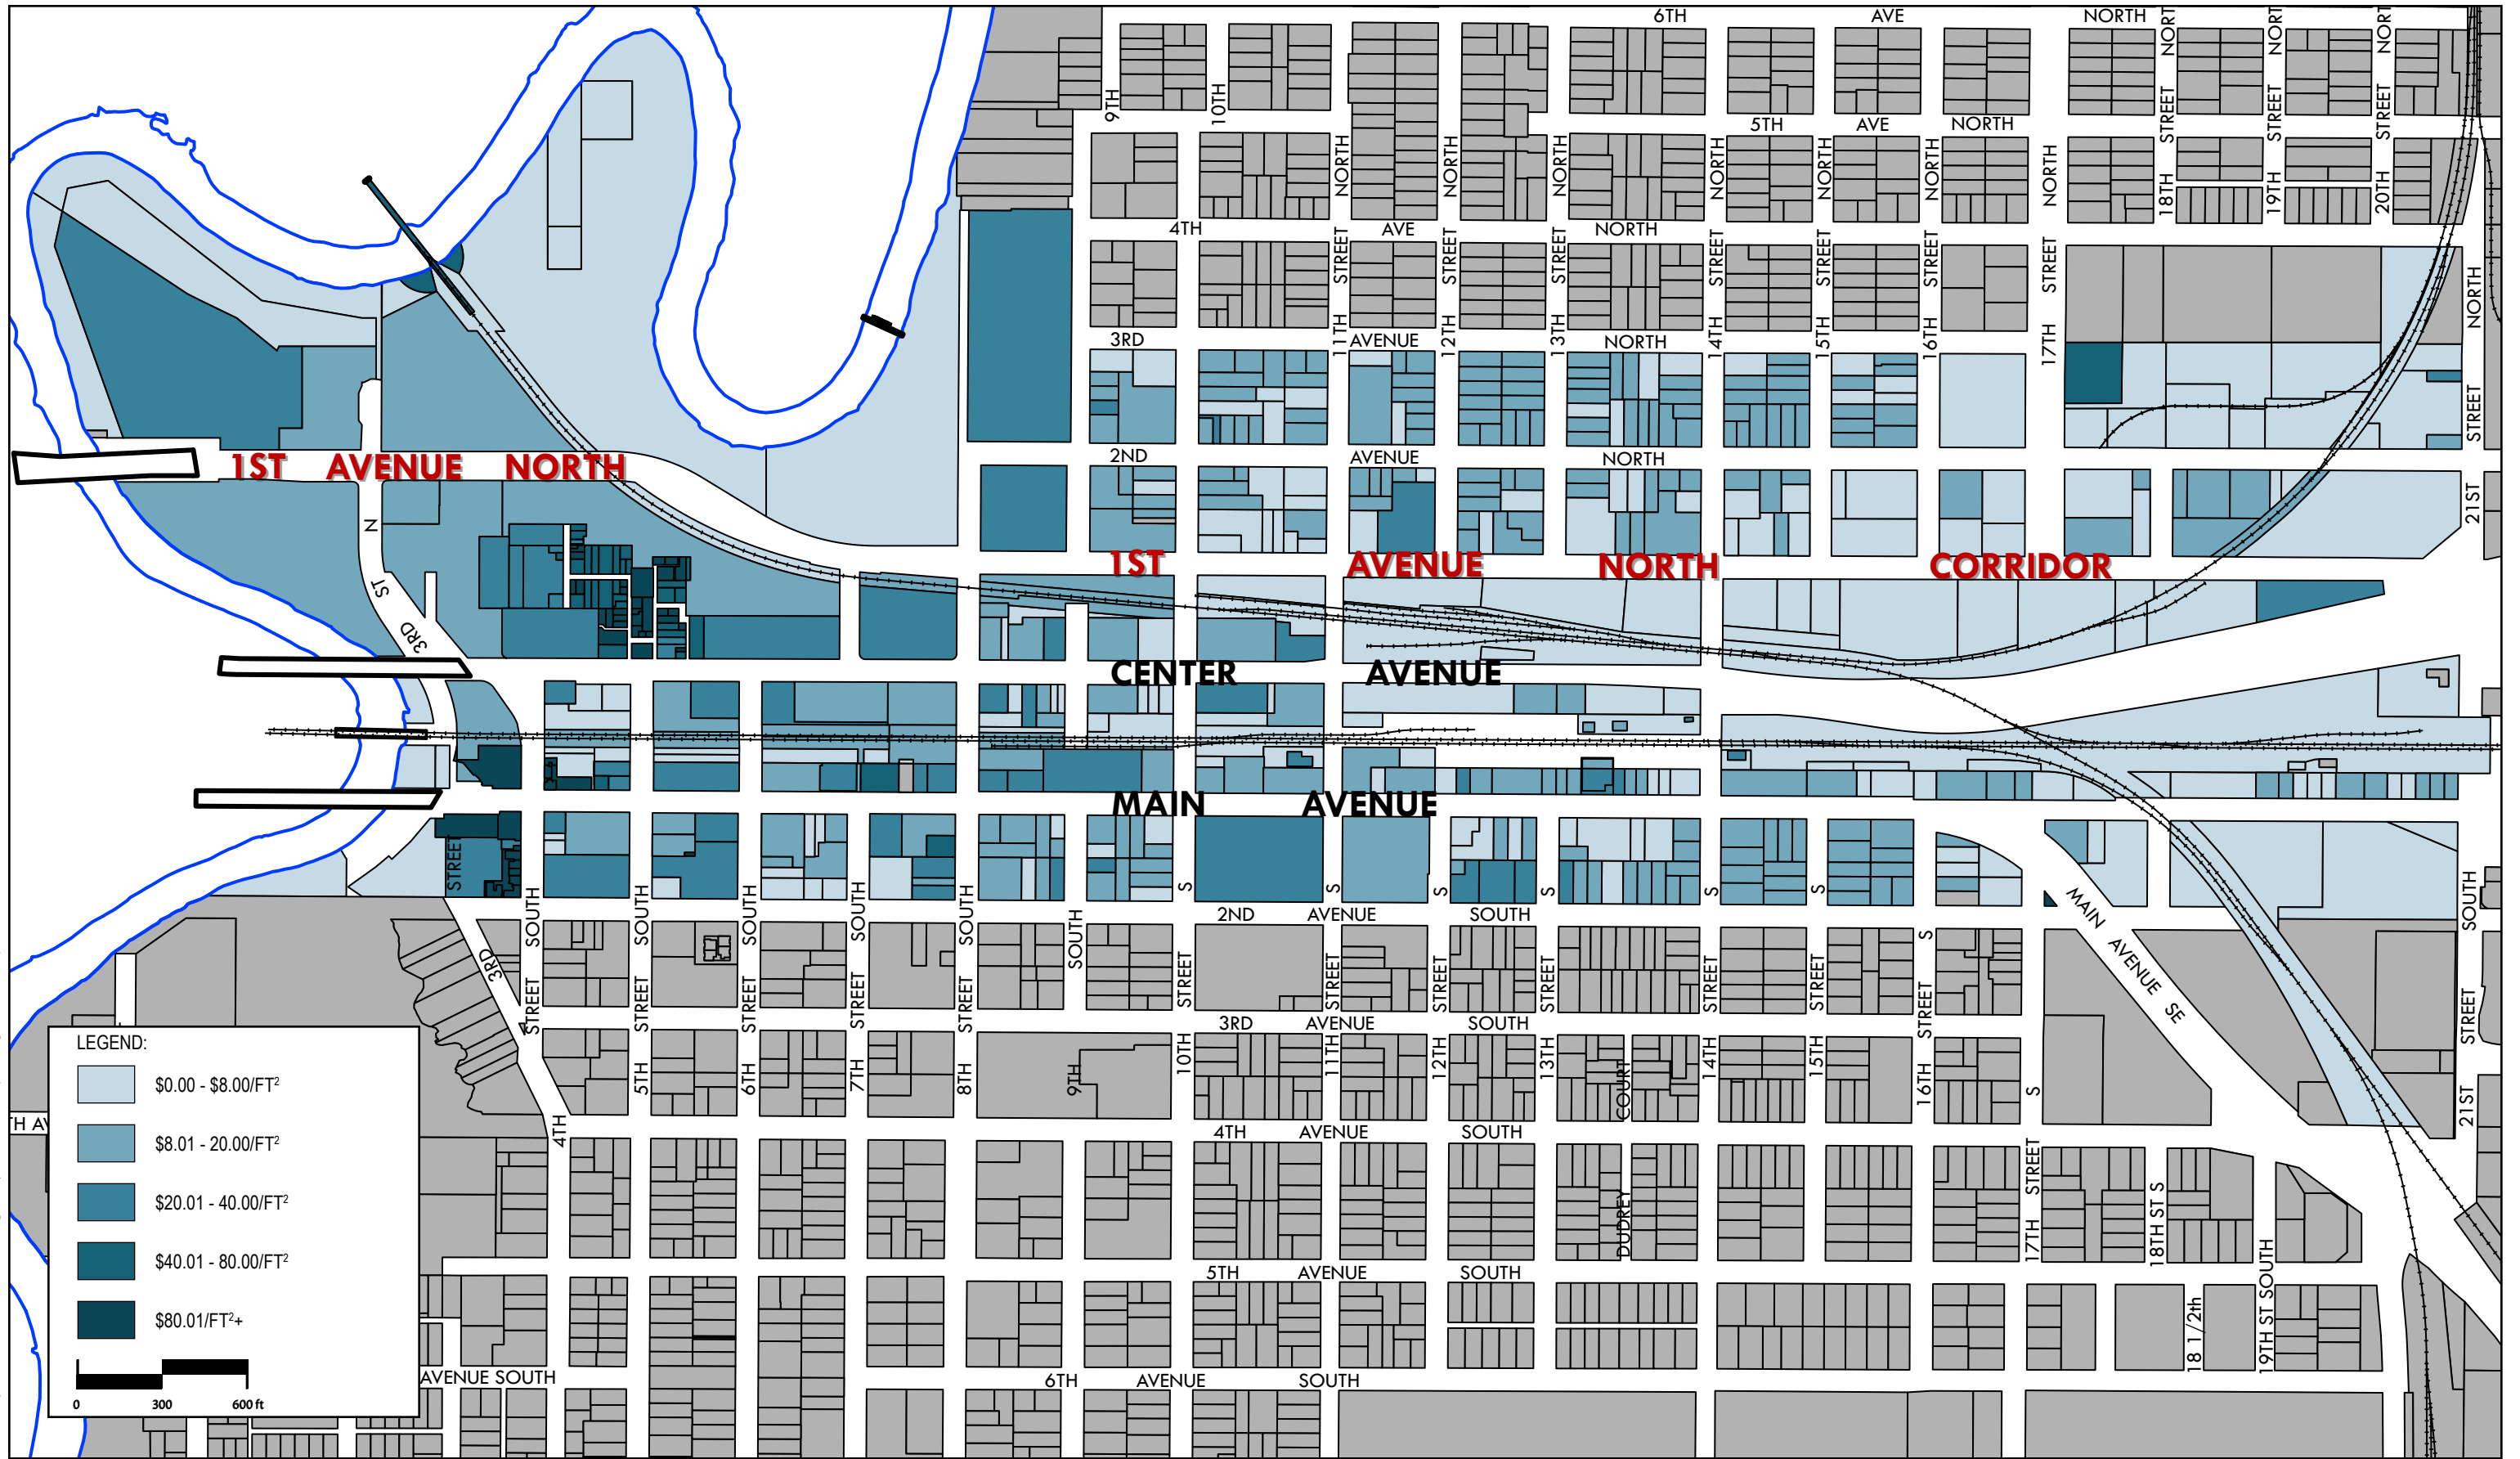 6TH AVE NORTH
9TH
10TH
NORTH
NORTH
NORTH
NORTH
NORTH
NORTH
NORTH
STREET NORT
STREET NORT
STREET NORT
5TH AVE NORTH
18TH
19TH
20TH
4TH AVE NORTH
11TH STREET
12TH STREET
13TH STREET
14TH STREET
15TH STREET
16TH STREET
17TH STREET
21ST STREET NORTH
3RD AVENUE NORTH
2ND AVENUE NORTH
1ST AVENUE NORTH
3RD ST N
1ST AVENUE NORTH CORRIDOR
CENTER AVENUE
MAIN AVENUE
STREET
3RD
4TH
STREET SOUTH
5TH STREET SOUTH
6TH STREET SOUTH
7TH STREET SOUTH
8TH STREET SOUTH
9TH SOUTH
10TH STREET S
11TH STREET S
12TH STREET S
13TH STREET S
14TH STREET S
15TH STREET S
16TH STREET S
17TH STREET S
21ST STREET SOUTH
MAIN AVENUE SE
2ND AVENUE SOUTH
3RD AVENUE SOUTH
DUDREY COURT
4TH AVENUE SOUTH
18TH ST S
5TH AVENUE SOUTH
18 1/2th
19TH ST SOUTH
AVENUE SOUTH
6TH AVENUE SOUTH
TH AV
LEGEND:
$0.00 - $8.00/FT²
$8.01 - 20.00/FT²
$20.01 - 40.00/FT²
$40.01 - 80.00/FT²
$80.01/FT²+
0 300 600 ft